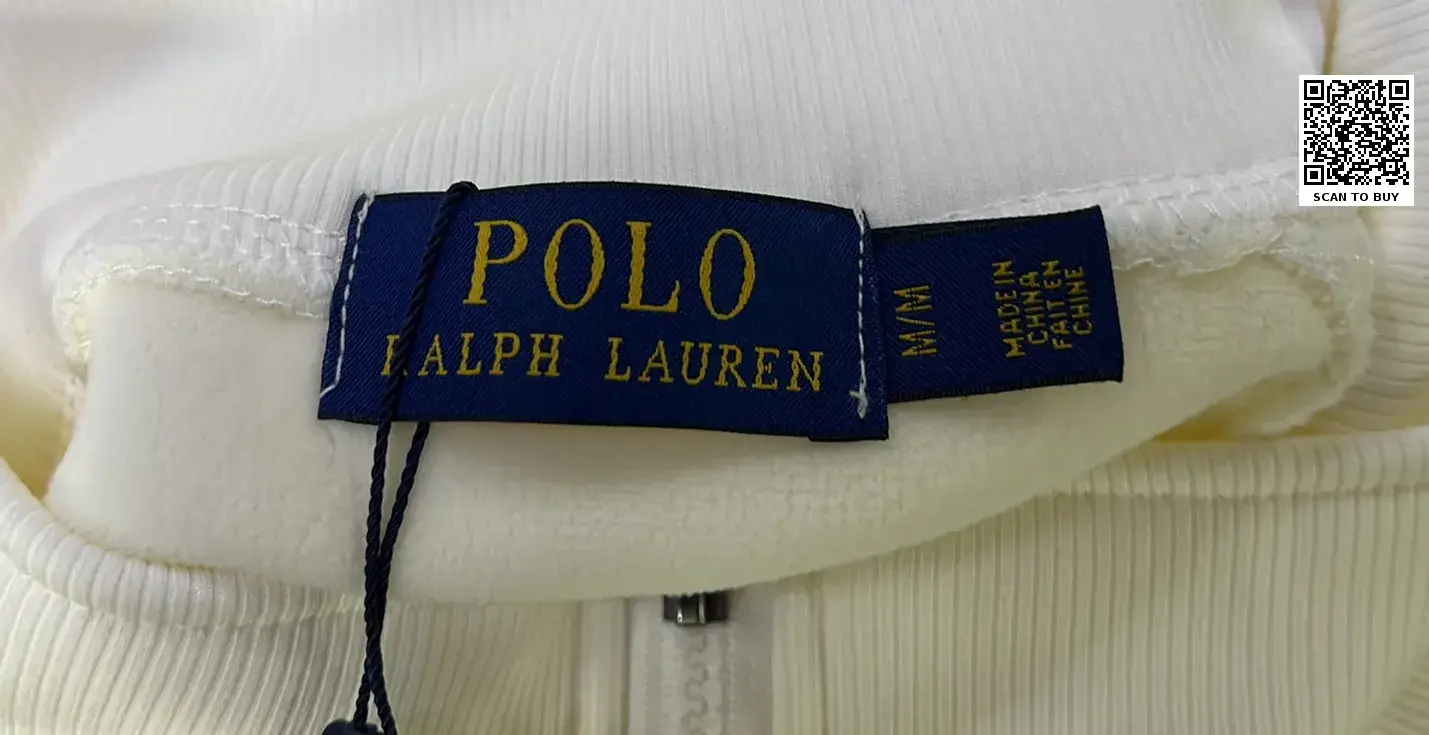 POLO
RALPH LAUREN
M/M
MADE IN
CHINA
FAIT EN
CHINE
SCAN TO BUY